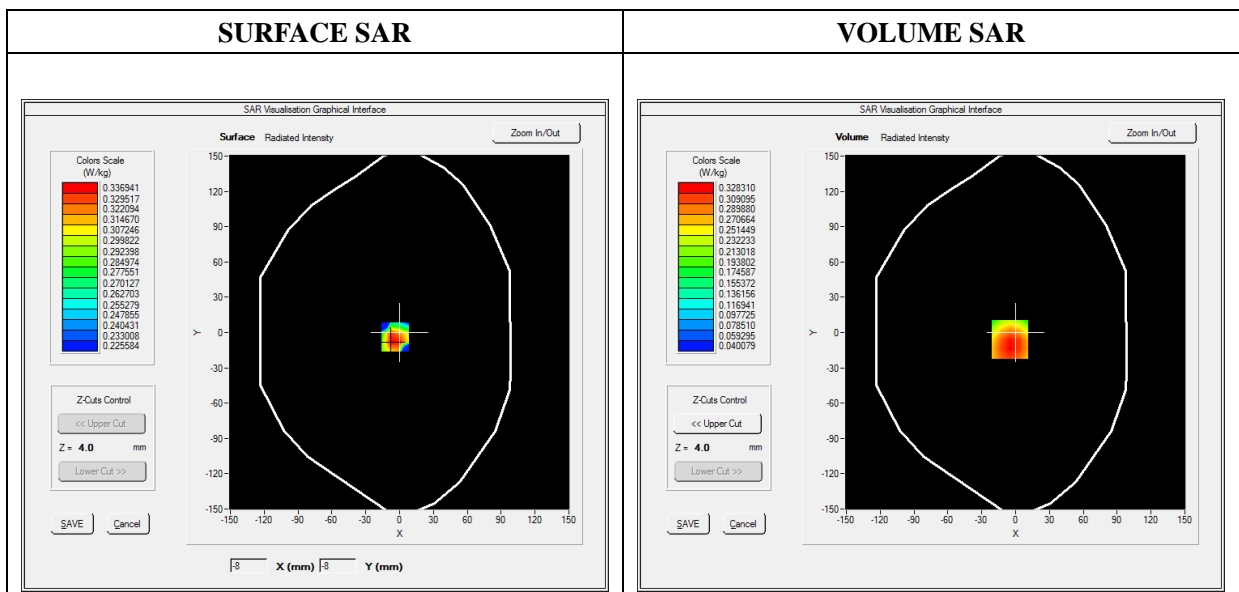 SURFACE SAR
VOLUME SAR
SAR Visualisation Graphical Interface
Surface Radiated Intensity
Zoom In/Out
Colors Scale
(W/kg)
0.336941
0.329517
0.322094
0.314670
0.307246
0.299822
0.292398
0.284974
0.277551
0.270127
0.262703
0.255279
0.247855
0.240431
0.233008
0.225584
Z-Cuts Control
<< Upper Cut
Z = 4.0 mm
Lower Cut >>
SAVE Cancel
150
120
90
60
30
0
-30
-60
-90
-120
-150
Y
-150 -120 -90 -60 -30 0 30 60 90 120 150
X
-8 X (mm) -8 Y (mm)
SAR Visualisation Graphical Interface
Volume Radiated Intensity
Zoom In/Out
Colors Scale
(W/kg)
0.328310
0.309095
0.289880
0.270664
0.251449
0.232233
0.213018
0.193802
0.174587
0.155372
0.136156
0.116941
0.097725
0.078510
0.059295
0.040079
Z-Cuts Control
<< Upper Cut
Z = 4.0 mm
Lower Cut >>
SAVE Cancel
150
120
90
60
30
0
-30
-60
-90
-120
-150
Y
-150 -120 -90 -60 -30 0 30 60 90 120 150
X